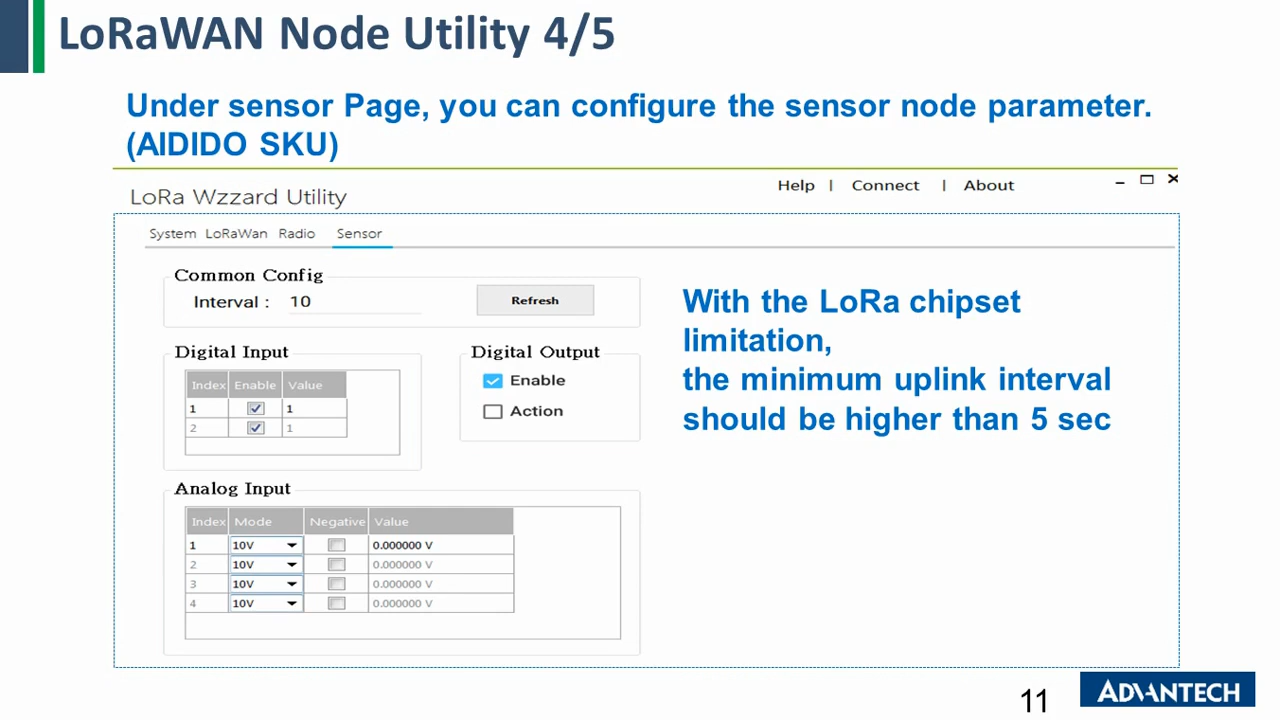 LoRaWAN Node Utility 4/5
Under sensor Page, you can configure the sensor node parameter.
(AIDIDO SKU)
LoRa Wzzard Utility
Help | Connect | About
System LoRaWan Radio Sensor
Common Config
Interval : 10 Refresh
Digital Input
Index Enable Value
1 1
2 1
Digital Output
Enable
Action
With the LoRa chipset
limitation,
the minimum uplink interval
should be higher than 5 sec
Analog Input
Index Mode Negative Value
1 10V 0.000000 V
2 10V 0.000000 V
3 10V 0.000000 V
4 10V 0.000000 V
11
ADVANTECH